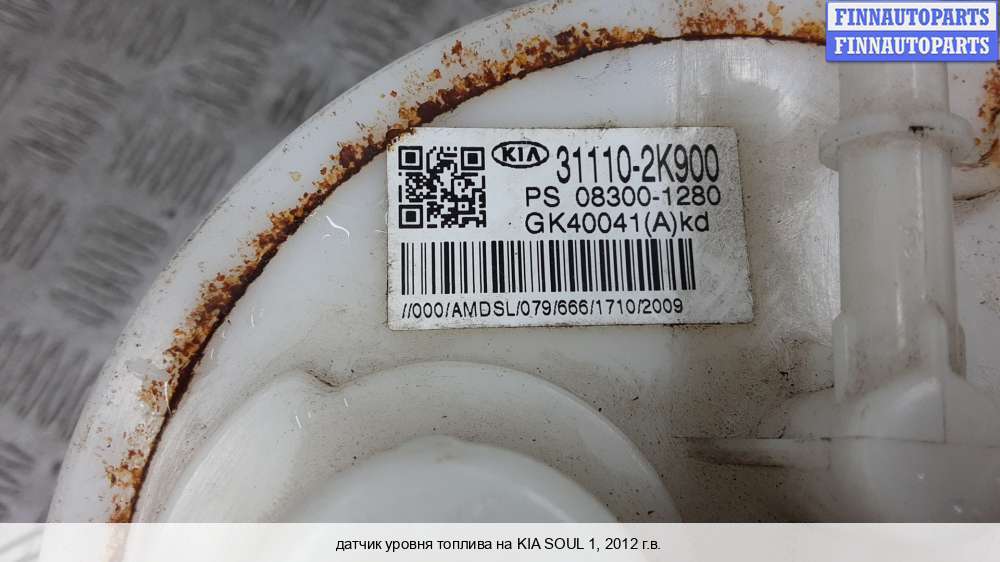 FINNAUTOPARTS
FINNAUTOPARTS
KIA 31110-2K900
PS 08300-1280
GK40041(A)kd
//000/AMDSL/079/666/1710/2009
датчик уровня топлива на KIA SOUL 1, 2012 г.в.